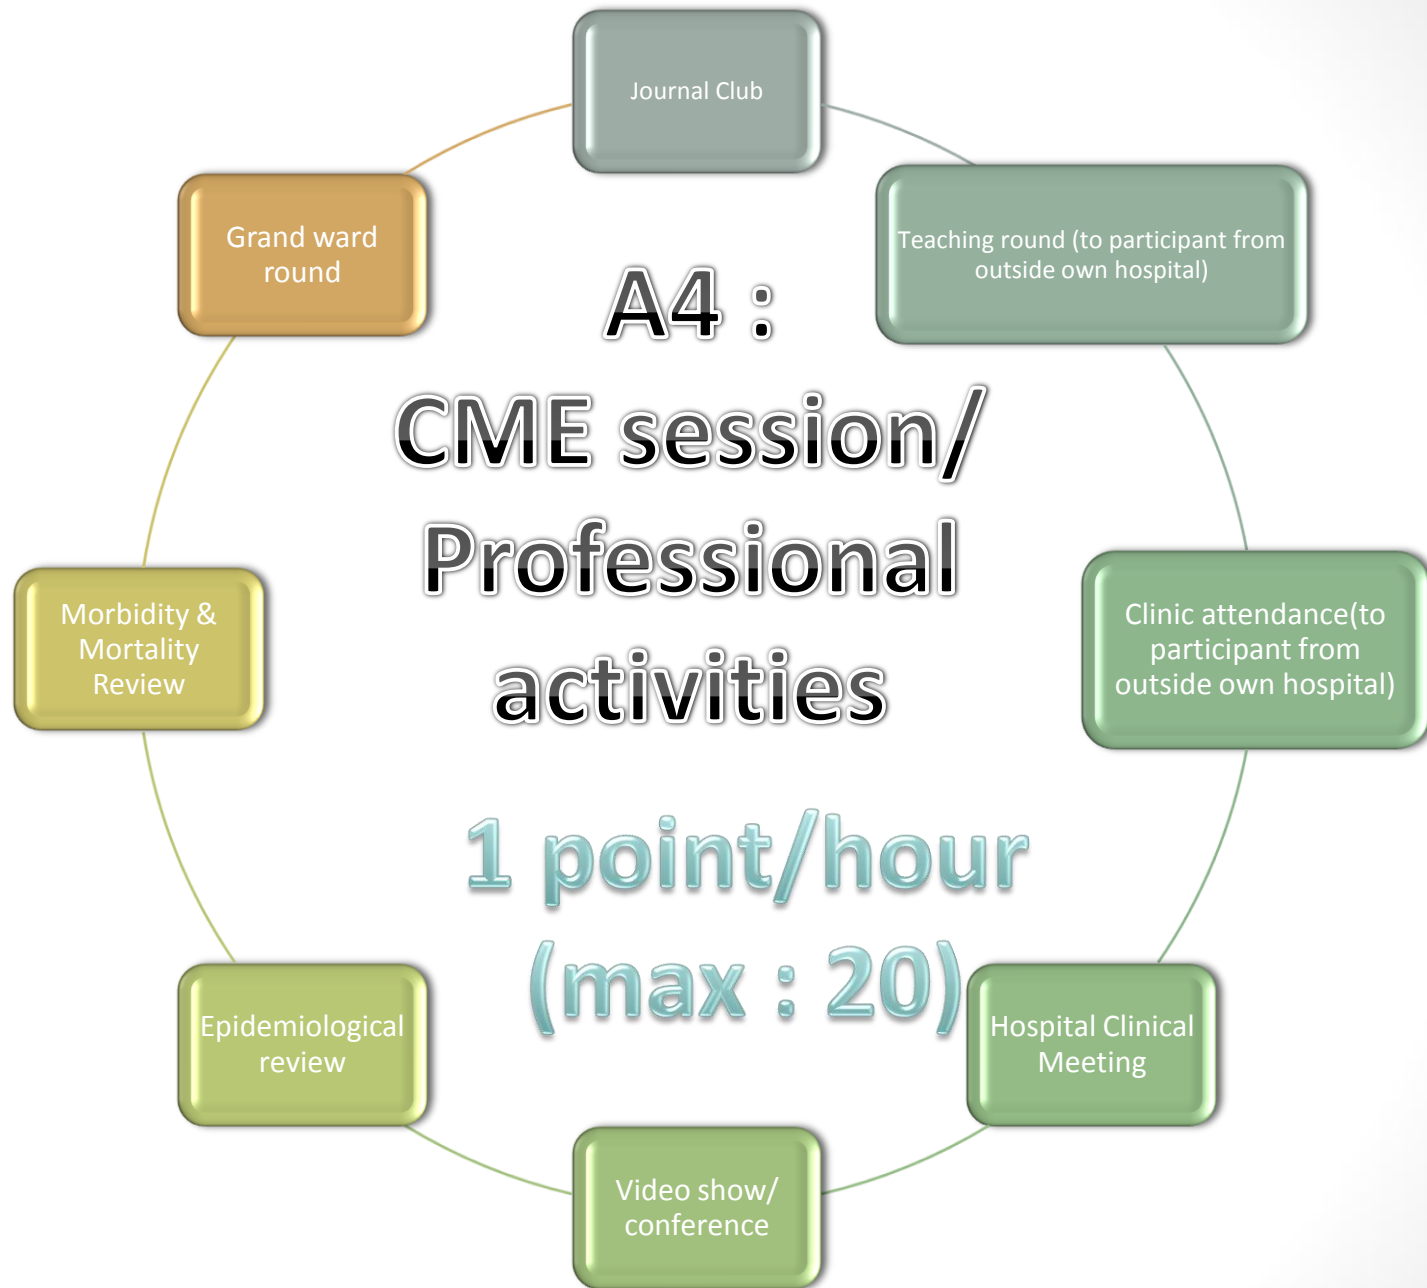 Journal Club
Teaching round (to participant from
outside own hospital)
Clinic attendance(to
participant from
outside own hospital)
Hospital Clinical
Meeting
Video show/
conference
Epidemiological
review
Morbidity &
Mortality
Review
Grand ward
round
A4 :
CME session/
Professional
activities
1 point/hour
(max : 20)